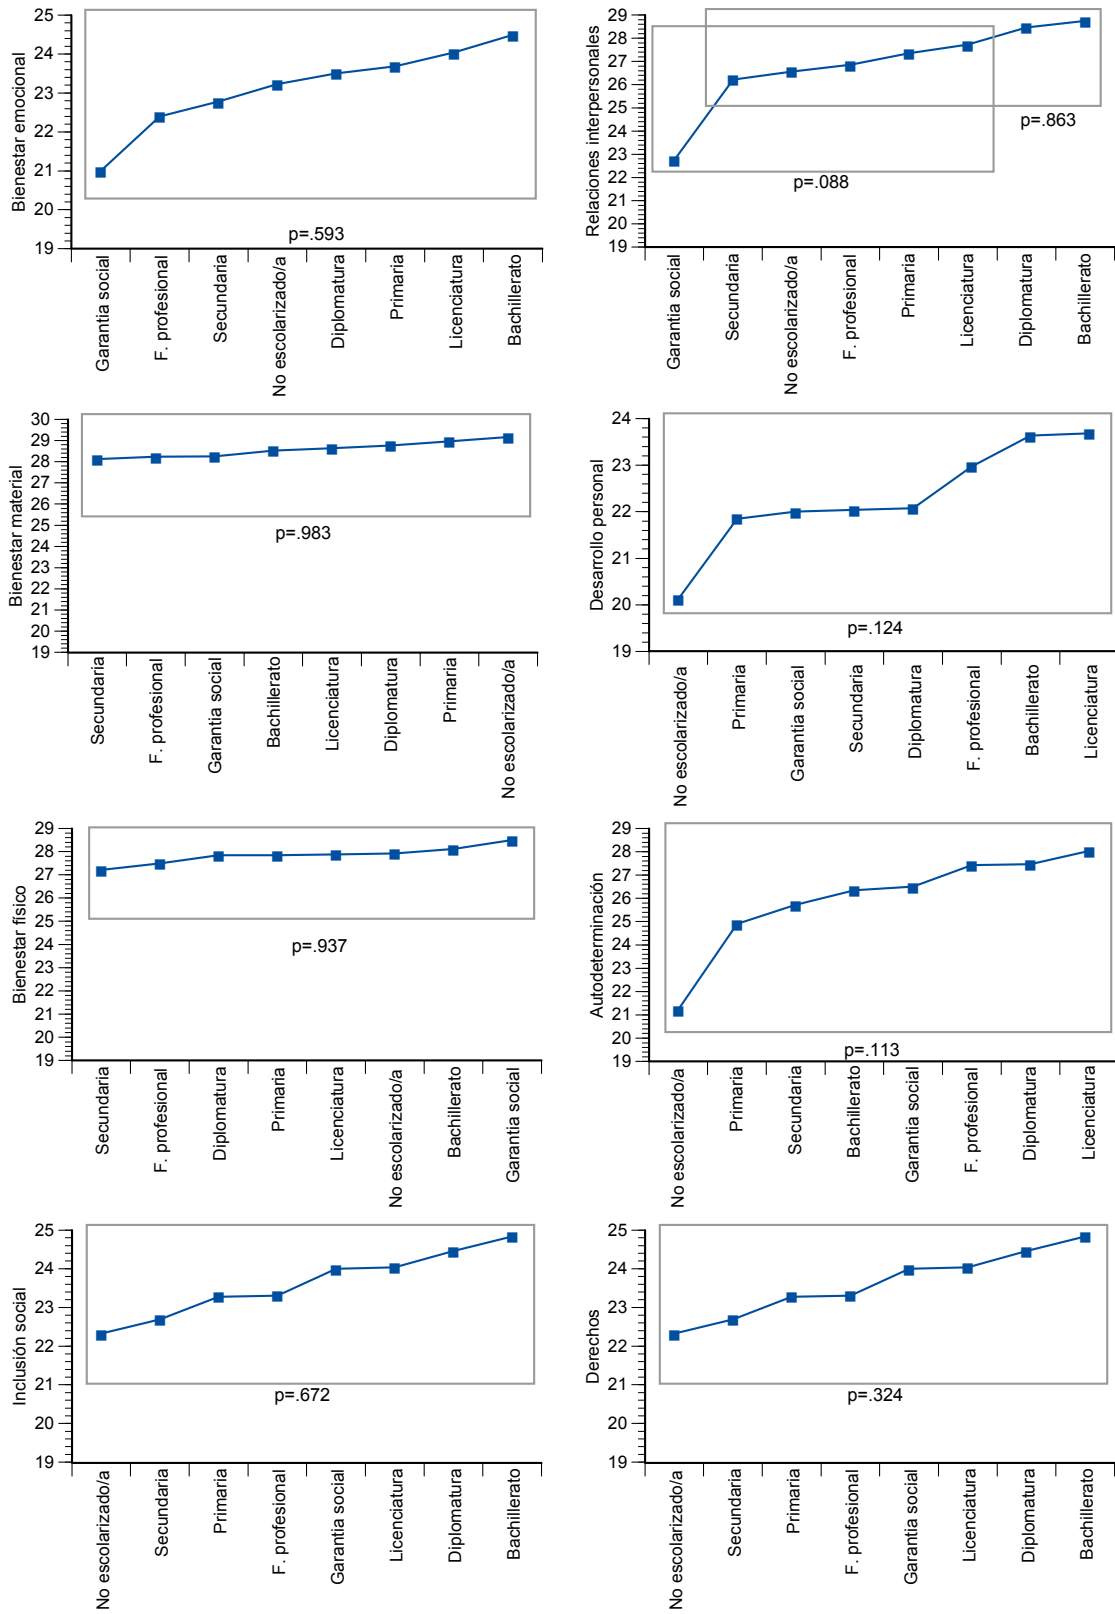 Bienestar emocional
25
24
23
22
21
20
19
p=.593
Garantia social
F. profesional
Secundaria
No escolarizado/a
Diplomatura
Primaria
Licenciatura
Bachillerato
Relaciones interpersonales
29
28
27
26
25
24
23
22
21
20
19
p=.863
p=.088
Garantia social
Secundaria
No escolarizado/a
F. profesional
Primaria
Licenciatura
Diplomatura
Bachillerato
Bienestar material
30
29
28
27
26
25
24
23
22
21
20
19
p=.983
Secundaria
F. profesional
Garantia social
Bachillerato
Licenciatura
Diplomatura
Primaria
No escolarizado/a
Desarrollo personal
24
23
22
21
20
19
p=.124
No escolarizado/a
Primaria
Garantia social
Secundaria
Diplomatura
F. profesional
Bachillerato
Licenciatura
Bienestar físico
29
28
27
26
25
24
23
22
21
20
19
p=.937
Secundaria
F. profesional
Diplomatura
Primaria
Licenciatura
No escolarizado/a
Bachillerato
Garantia social
Autodeterminación
29
28
27
26
25
24
23
22
21
20
19
p=.113
No escolarizado/a
Primaria
Secundaria
Bachillerato
Garantia social
F. profesional
Diplomatura
Licenciatura
Inclusión social
25
24
23
22
21
20
19
p=.672
No escolarizado/a
Secundaria
Primaria
F. profesional
Garantia social
Licenciatura
Diplomatura
Bachillerato
Derechos
25
24
23
22
21
20
19
p=.324
No escolarizado/a
Secundaria
Primaria
F. profesional
Garantia social
Licenciatura
Diplomatura
Bachillerato